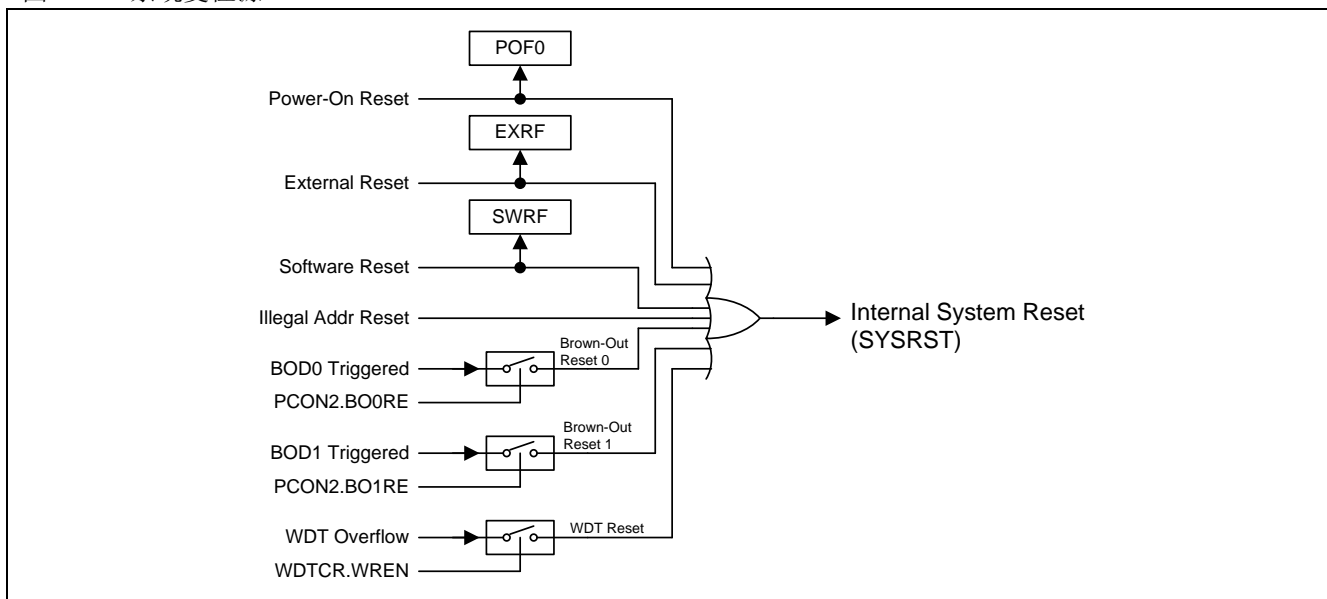 POF0
Power-On Reset
EXRF
External Reset
SWRF
Software Reset
Illegal Addr Reset
BOD0 Triggered
Brown-Out
Reset 0
PCON2.BO0RE
BOD1 Triggered
Brown-Out
Reset 1
PCON2.BO1RE
WDT Overflow
WDT Reset
WDTCR.WREN
Internal System Reset
(SYSRST)